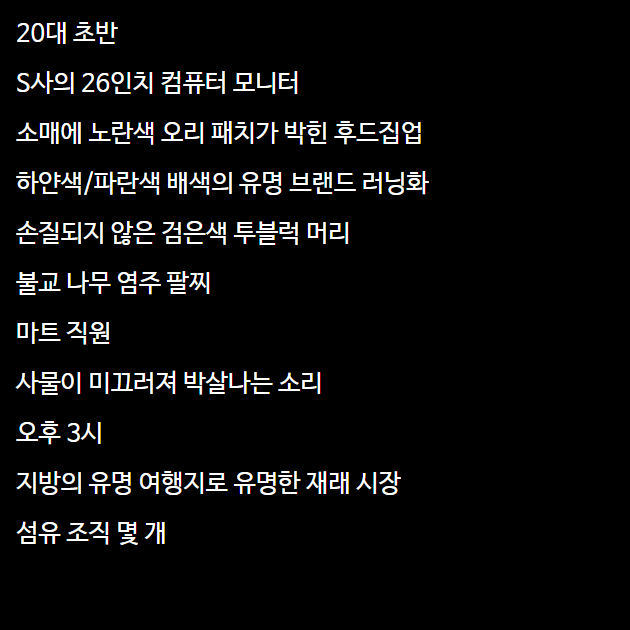 20대 초반
S사의 26인치 컴퓨터 모니터
소매에 노란색 오리 패치가 박힌 후드집업
하얀색/파란색 배색의 유명 브랜드 러닝화
손질되지 않은 검은색 투블럭 머리
불교 나무 염주 팔찌
마트 직원
사물이 미끄러져 박살나는 소리
오후 3시
지방의 유명 여행지로 유명한 재래 시장
섬유 조직 몇 개